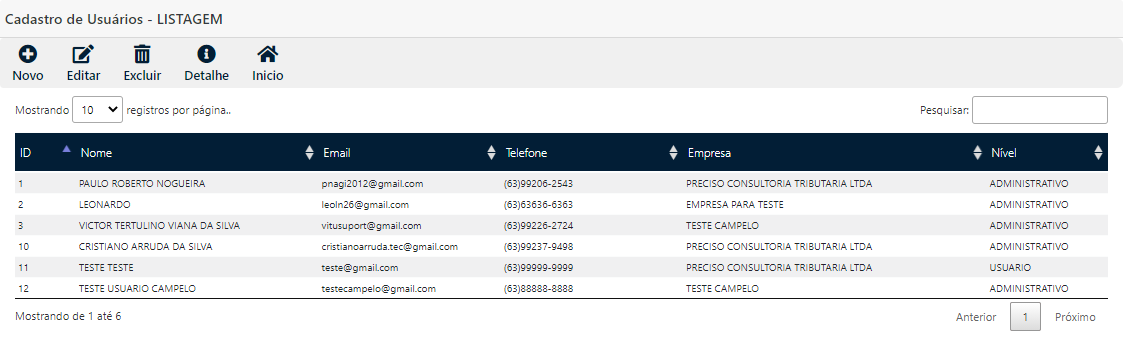 Cadastro de Usuários - LISTAGEM
Novo Editar Excluir Detalhe Inicio
Mostrando 10 registros por página.. Pesquisar:
ID Nome Email Telefone Empresa Nível
1 PAULO ROBERTO NOGUEIRA pnagi2012@gmail.com (63)99206-2543 PRECISO CONSULTORIA TRIBUTARIA LTDA ADMINISTRATIVO
2 LEONARDO leoln26@gmail.com (63)63636-6363 EMPRESA PARA TESTE ADMINISTRATIVO
3 VICTOR TERTULINO VIANA DA SILVA vitusuport@gmail.com (63)99226-2724 TESTE CAMPELO ADMINISTRATIVO
10 CRISTIANO ARRUDA DA SILVA cristianoarruda.tec@gmail.com (63)99237-9498 PRECISO CONSULTORIA TRIBUTARIA LTDA ADMINISTRATIVO
11 TESTE TESTE teste@gmail.com (63)99999-9999 PRECISO CONSULTORIA TRIBUTARIA LTDA USUARIO
12 TESTE USUARIO CAMPELO testecampelo@gmail.com (63)88888-8888 TESTE CAMPELO ADMINISTRATIVO
Mostrando de 1 até 6 Anterior 1 Próximo